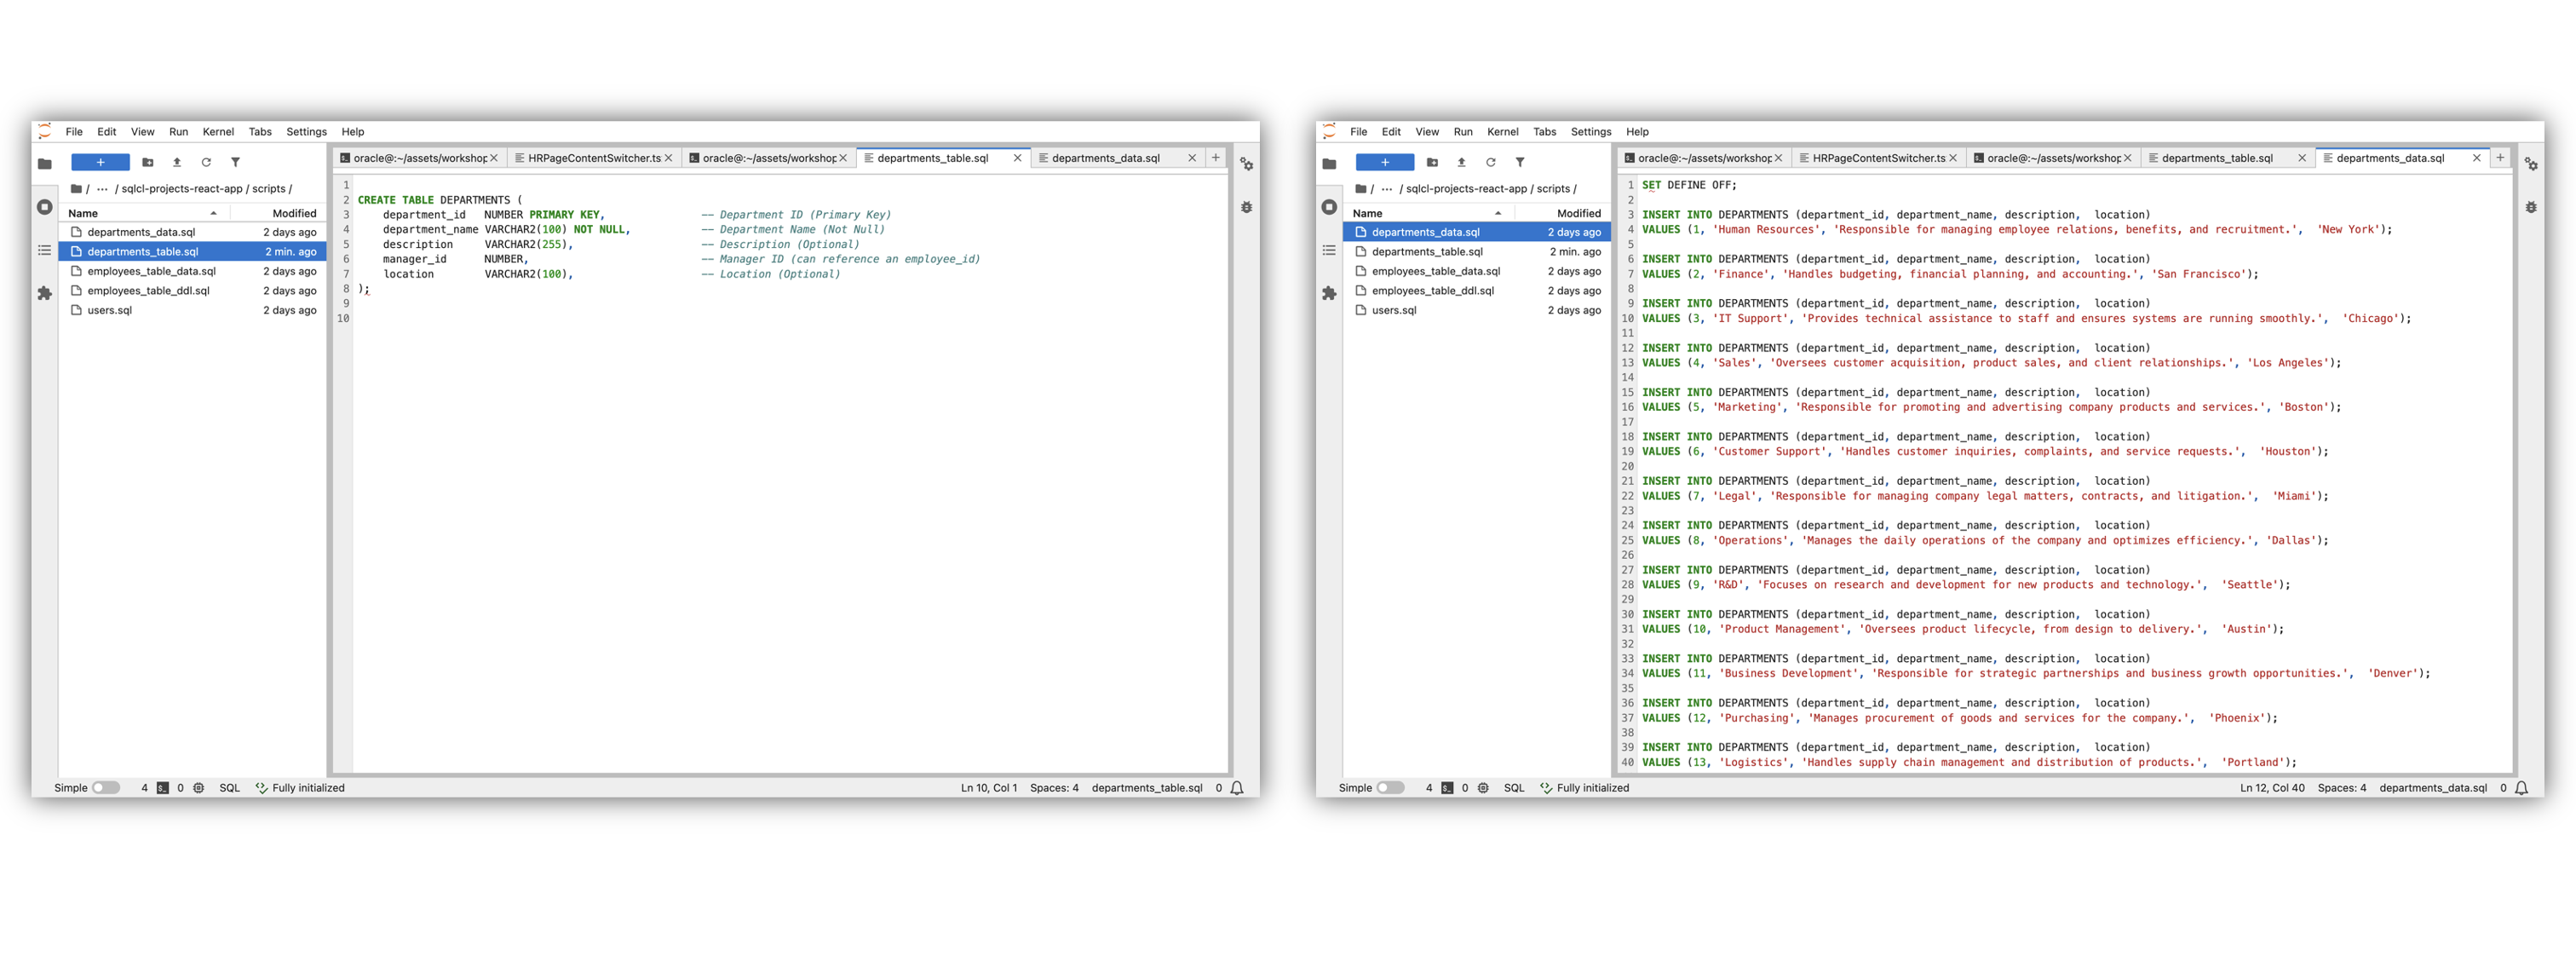 File Edit View Run Kernel Tabs Settings Help
+
/ ··· / sqlcl-projects-react-app / scripts /
Name Modified
departments_data.sql 2 days ago
departments_table.sql 2 min. ago
employees_table_data.sql 2 days ago
employees_table_ddl.sql 2 days ago
users.sql 2 days ago
oracle@:~/assets/workshop HRPageContentSwitcher.ts oracle@:~/assets/workshop departments_table.sql departments_data.sql +
1
2 CREATE TABLE DEPARTMENTS (
3 department_id NUMBER PRIMARY KEY, -- Department ID (Primary Key)
4 department_name VARCHAR2(100) NOT NULL, -- Department Name (Not Null)
5 description VARCHAR2(255), -- Description (Optional)
6 manager_id NUMBER, -- Manager ID (can reference an employee_id)
7 location VARCHAR2(100), -- Location (Optional)
8 );
9
10
Simple 4 0 SQL Fully initialized Ln 10, Col 1 Spaces: 4 departments_table.sql 0
File Edit View Run Kernel Tabs Settings Help
+
/ ··· / sqlcl-projects-react-app / scripts /
Name Modified
departments_data.sql 2 days ago
departments_table.sql 2 min. ago
employees_table_data.sql 2 days ago
employees_table_ddl.sql 2 days ago
users.sql 2 days ago
oracle@:~/assets/workshop HRPageContentSwitcher.ts oracle@:~/assets/workshop departments_table.sql departments_data.sql +
1 SET DEFINE OFF;
2
3 INSERT INTO DEPARTMENTS (department_id, department_name, description, location)
4 VALUES (1, 'Human Resources', 'Responsible for managing employee relations, benefits, and recruitment.', 'New York');
5
6 INSERT INTO DEPARTMENTS (department_id, department_name, description, location)
7 VALUES (2, 'Finance', 'Handles budgeting, financial planning, and accounting.', 'San Francisco');
8
9 INSERT INTO DEPARTMENTS (department_id, department_name, description, location)
10 VALUES (3, 'IT Support', 'Provides technical assistance to staff and ensures systems are running smoothly.', 'Chicago');
11
12 INSERT INTO DEPARTMENTS (department_id, department_name, description, location)
13 VALUES (4, 'Sales', 'Oversees customer acquisition, product sales, and client relationships.', 'Los Angeles');
14
15 INSERT INTO DEPARTMENTS (department_id, department_name, description, location)
16 VALUES (5, 'Marketing', 'Responsible for promoting and advertising company products and services.', 'Boston');
17
18 INSERT INTO DEPARTMENTS (department_id, department_name, description, location)
19 VALUES (6, 'Customer Support', 'Handles customer inquiries, complaints, and service requests.', 'Houston');
20
21 INSERT INTO DEPARTMENTS (department_id, department_name, description, location)
22 VALUES (7, 'Legal', 'Responsible for managing company legal matters, contracts, and litigation.', 'Miami');
23
24 INSERT INTO DEPARTMENTS (department_id, department_name, description, location)
25 VALUES (8, 'Operations', 'Manages the daily operations of the company and optimizes efficiency.', 'Dallas');
26
27 INSERT INTO DEPARTMENTS (department_id, department_name, description, location)
28 VALUES (9, 'R&D', 'Focuses on research and development for new products and technology.', 'Seattle');
29
30 INSERT INTO DEPARTMENTS (department_id, department_name, description, location)
31 VALUES (10, 'Product Management', 'Oversees product lifecycle, from design to delivery.', 'Austin');
32
33 INSERT INTO DEPARTMENTS (department_id, department_name, description, location)
34 VALUES (11, 'Business Development', 'Responsible for strategic partnerships and business growth opportunities.', 'Denver');
35
36 INSERT INTO DEPARTMENTS (department_id, department_name, description, location)
37 VALUES (12, 'Purchasing', 'Manages procurement of goods and services for the company.', 'Phoenix');
38
39 INSERT INTO DEPARTMENTS (department_id, department_name, description, location)
40 VALUES (13, 'Logistics', 'Handles supply chain management and distribution of products.', 'Portland');
Simple 4 0 SQL Fully initialized Ln 12, Col 40 Spaces: 4 departments_data.sql 0